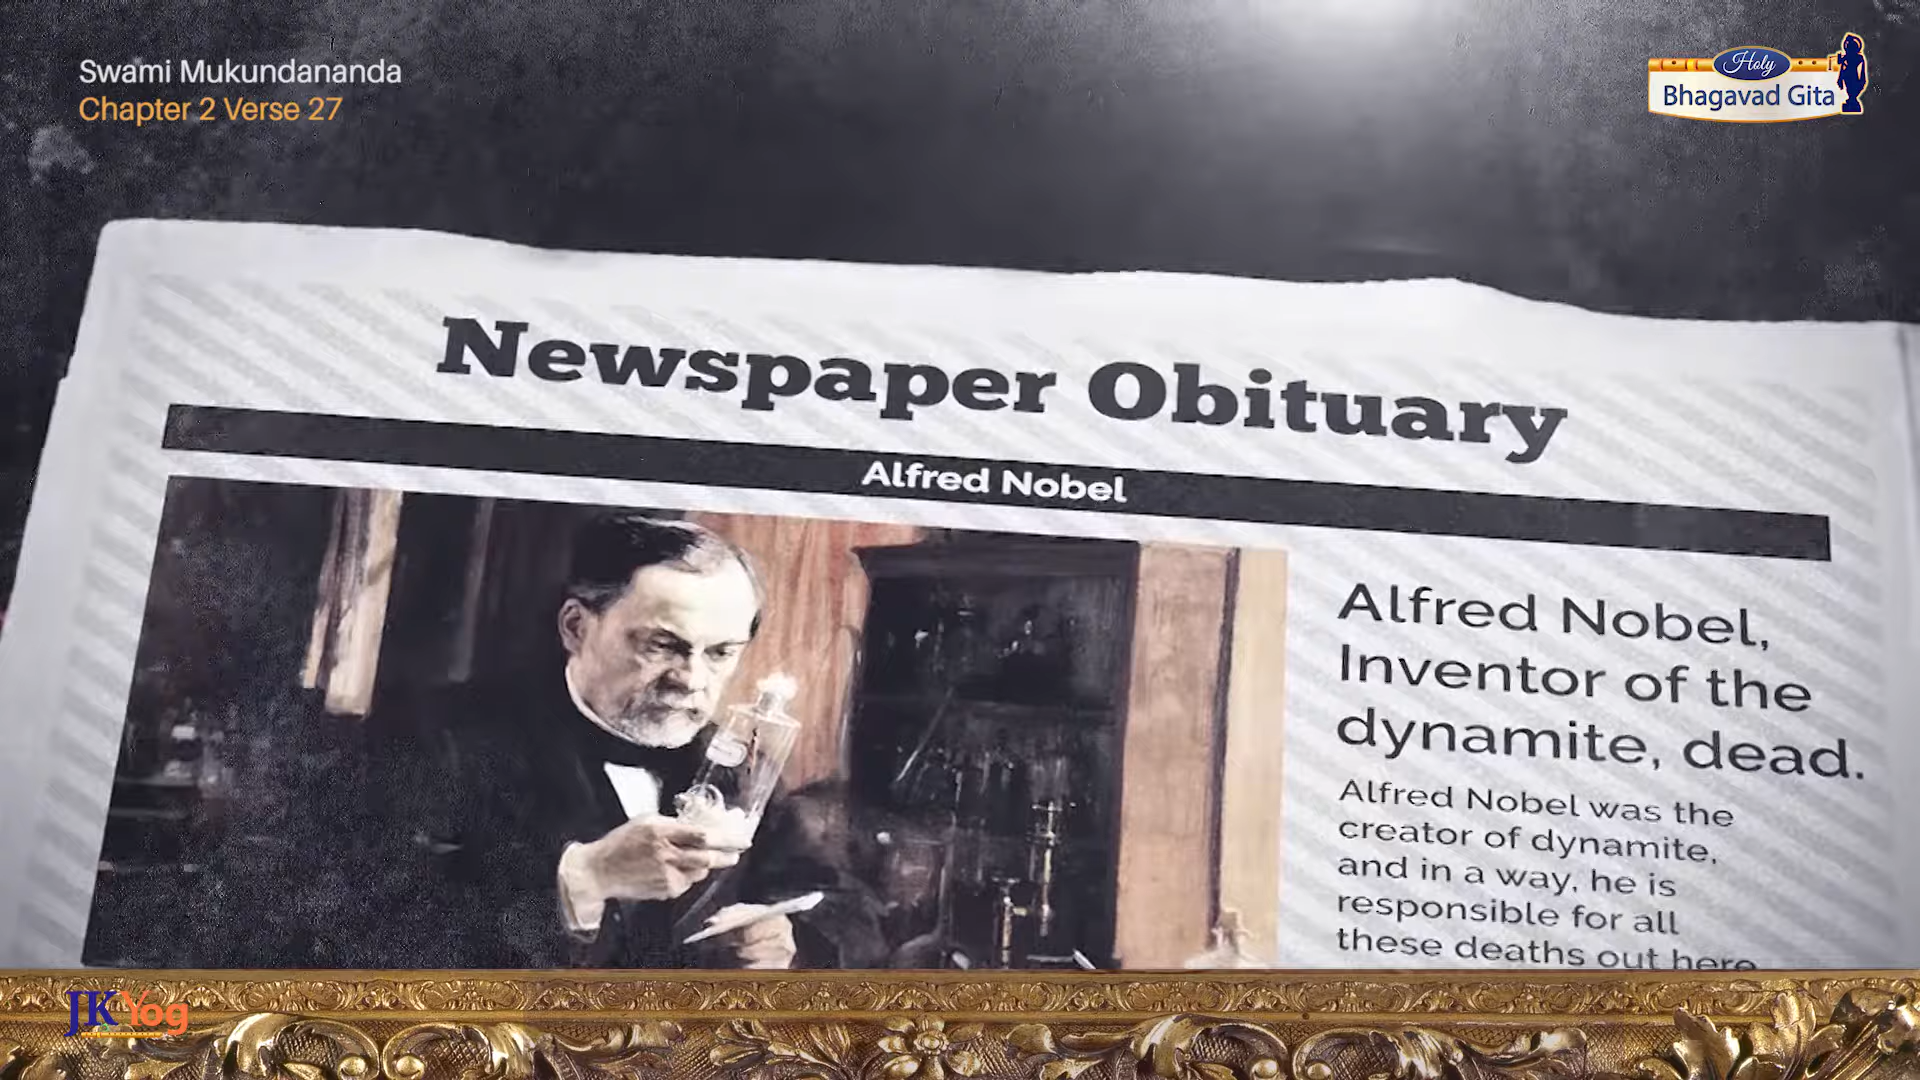 Swami Mukundananda
Chapter 2 Verse 27
Holy
Bhagavad Gita
Newspaper Obituary
Alfred Nobel
Alfred Nobel,
Inventor of the
dynamite, dead.
Alfred Nobel was the
creator of dynamite,
and in a way, he is
responsible for all
these deaths out here
JKYog